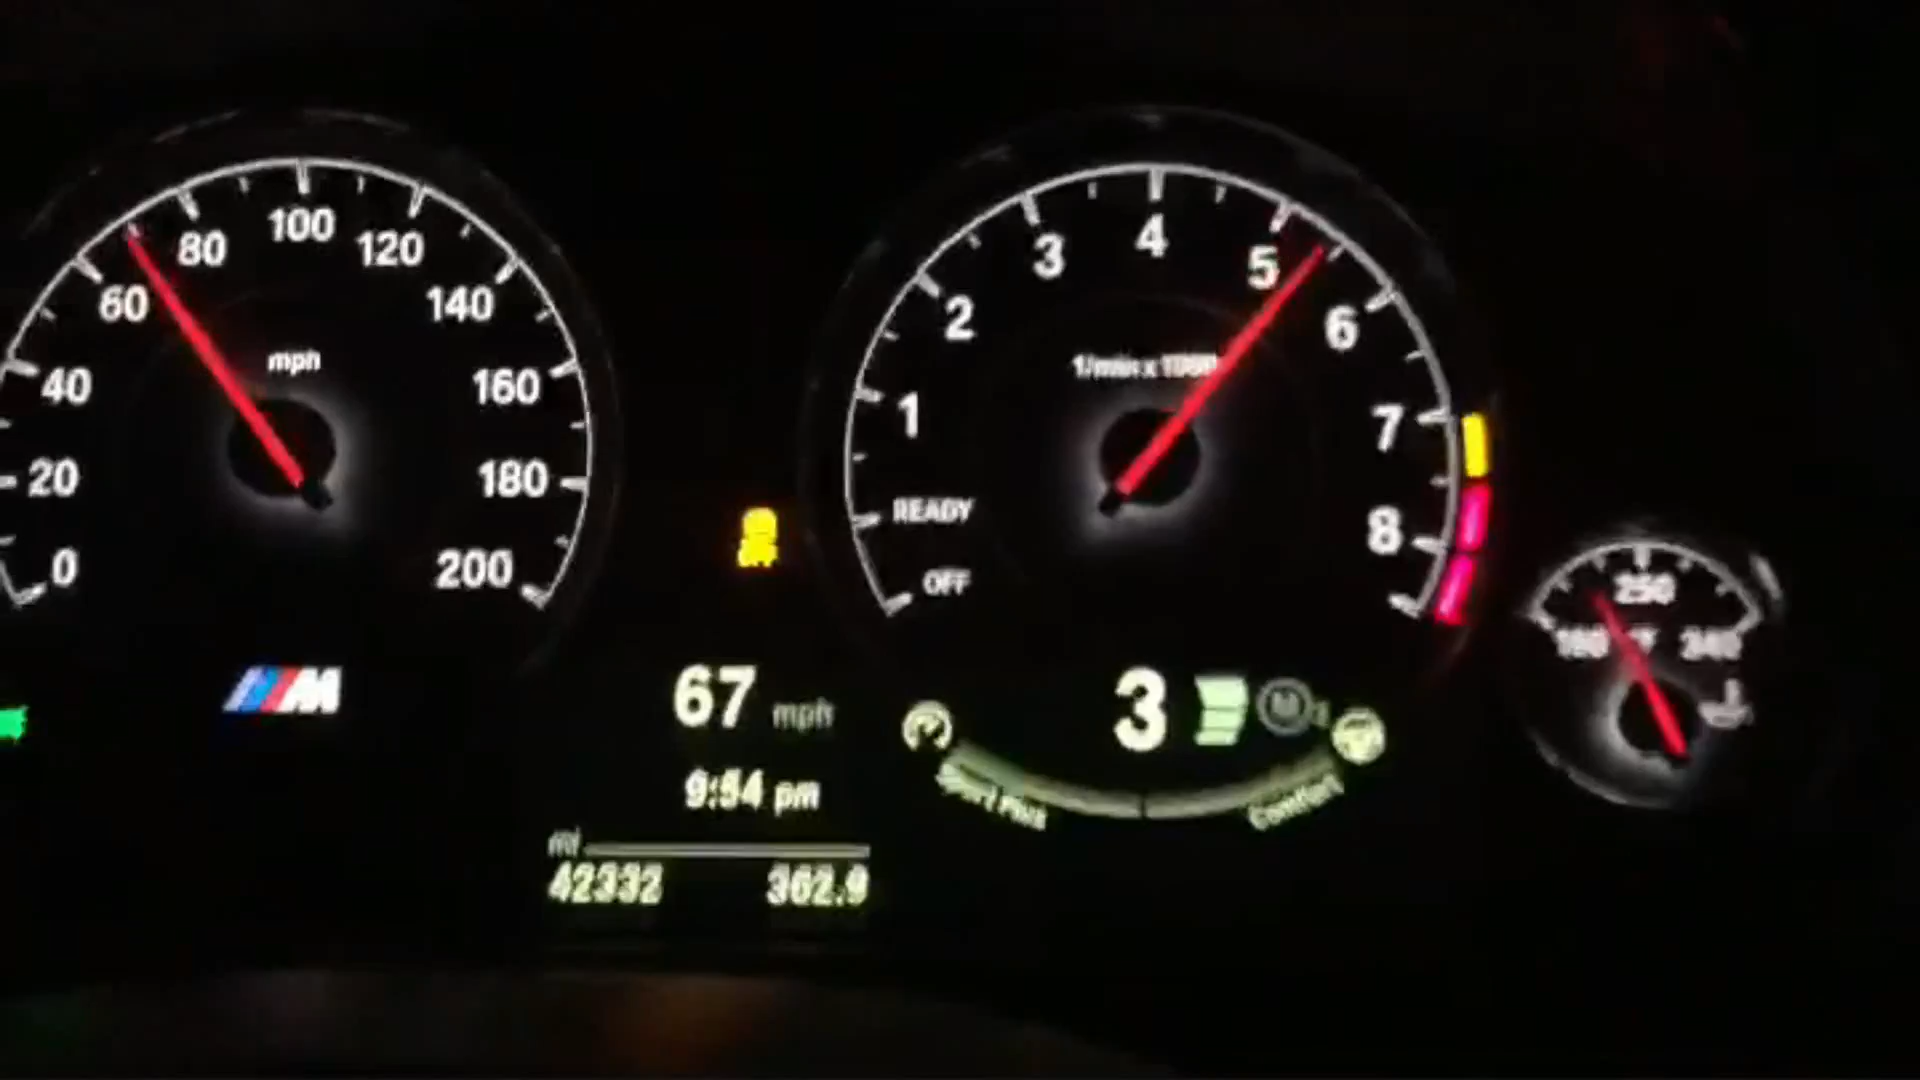 0
20
40
60
80
100
120
140
160
180
200
mph
M
OFF
READY
1
2
3
4
5
6
7
8
1/min x 1000
67 mph
9:54 pm
mi
42332 362.9
3
M
Sport Plus
Comfort
250
340